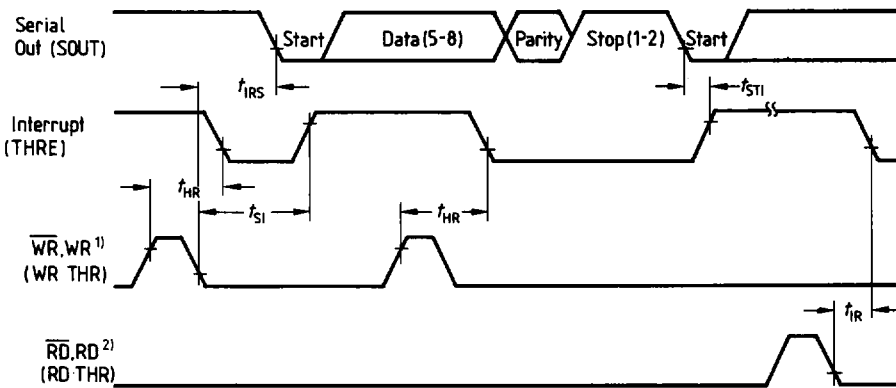 Serial
Out (SOUT)
Start
Data (5-8)
Parity
Stop (1-2)
Start
tIRS
tSTI
Interrupt
(THRE)
tHR
tSI
tHR
WR, WR 1)
(WR THR)
tIR
RD, RD 2)
(RD THR)